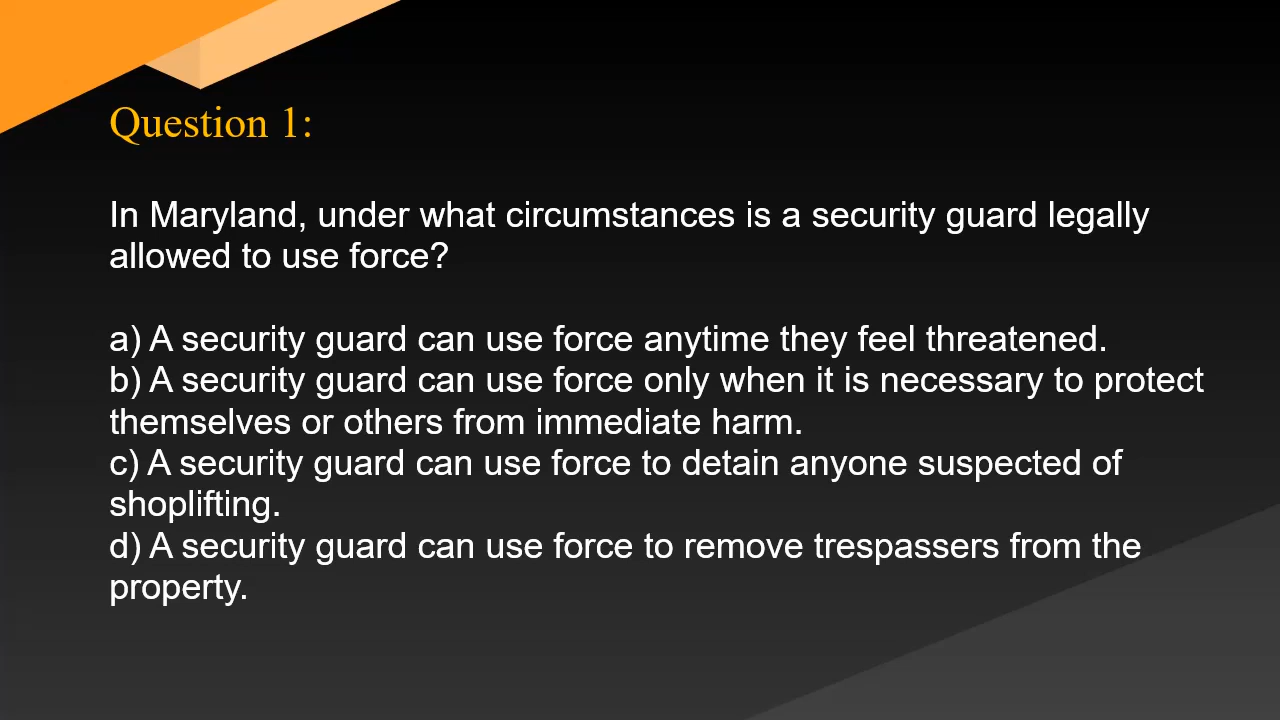 Question 1:
In Maryland, under what circumstances is a security guard legally
allowed to use force?
a) A security guard can use force anytime they feel threatened.
b) A security guard can use force only when it is necessary to protect
themselves or others from immediate harm.
c) A security guard can use force to detain anyone suspected of
shoplifting.
d) A security guard can use force to remove trespassers from the
property.